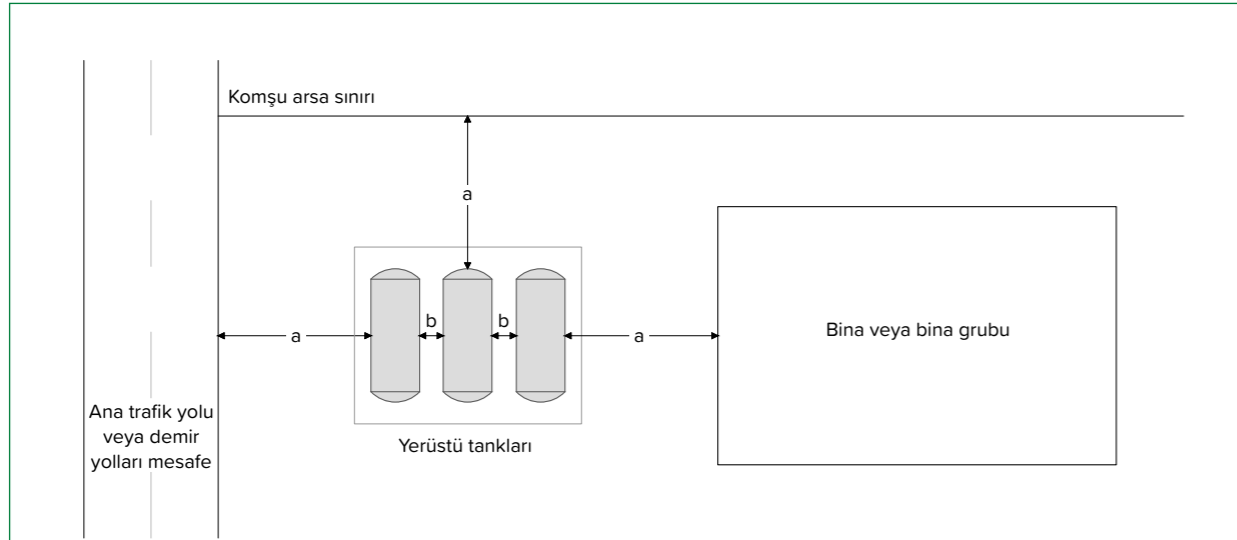 Komşu arsa sınırı
a
b
b
a
a
Bina veya bina grubu
Ana trafik yolu
veya demir
yolları mesafe
Yerüstü tankları